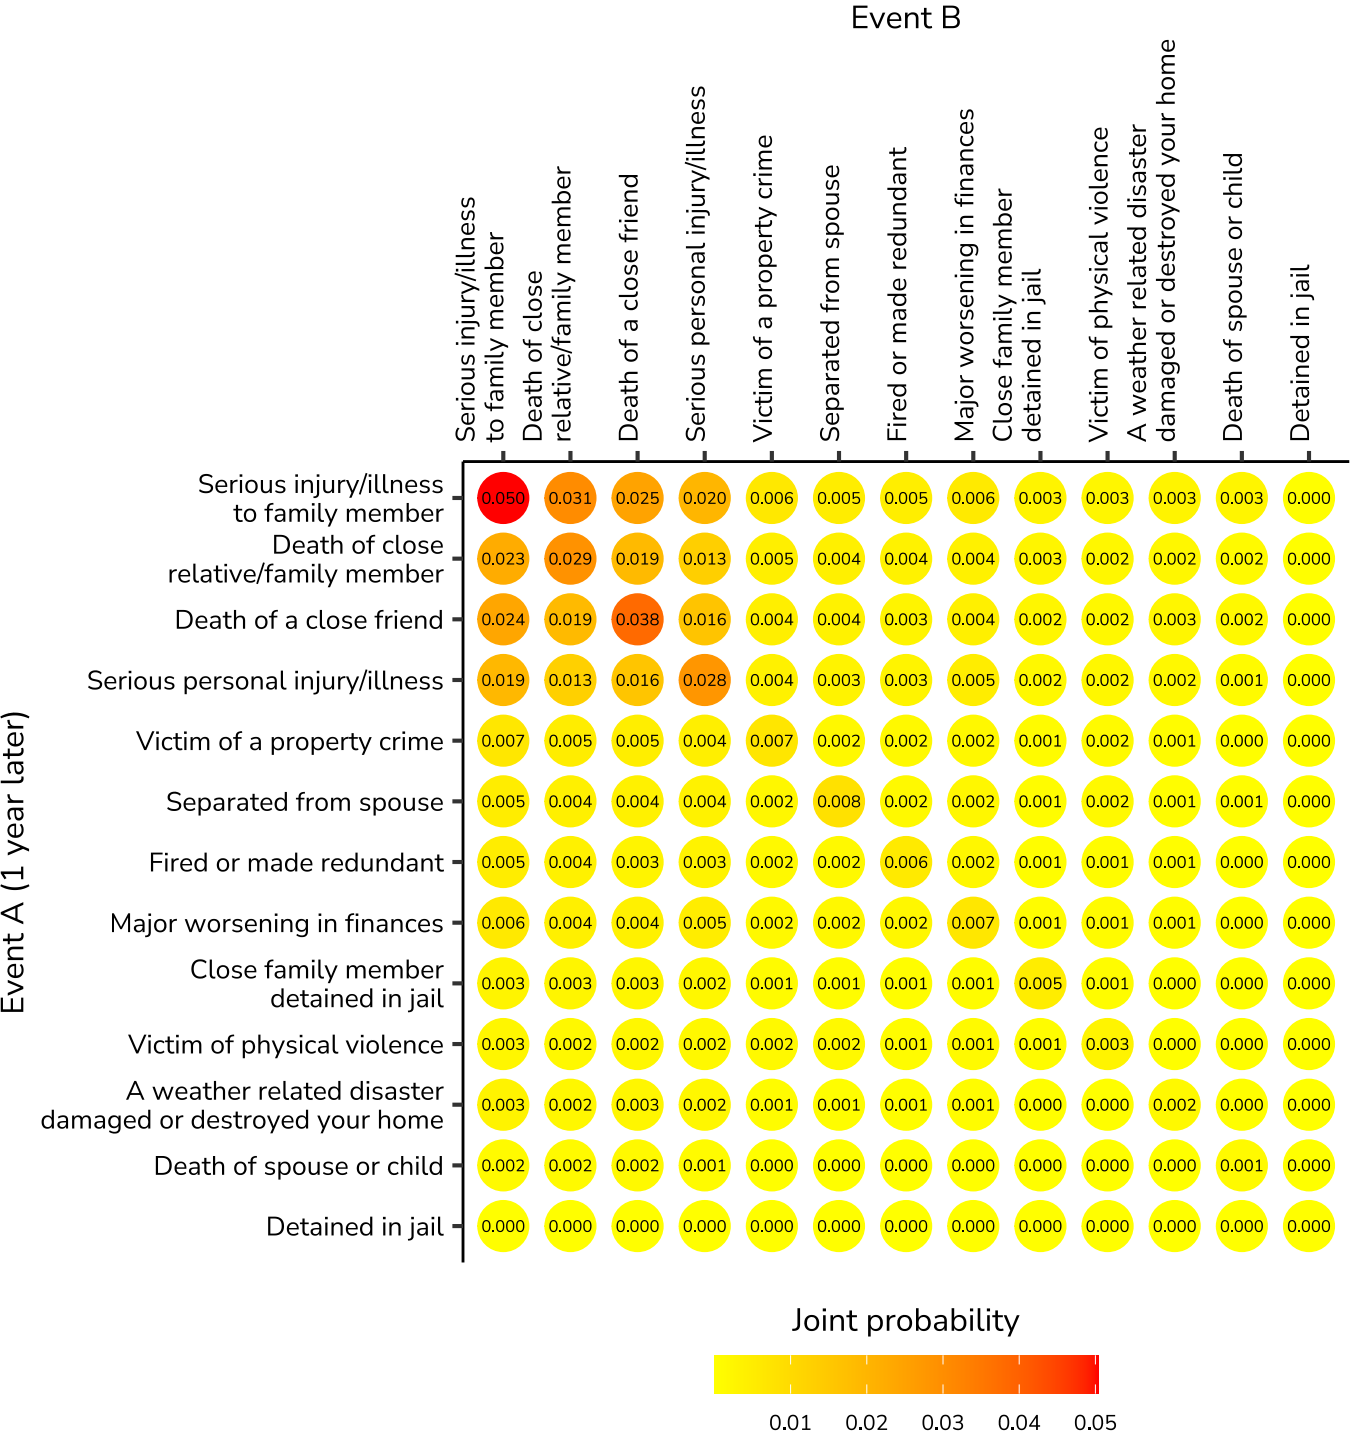 Event B
Serious injury/illness
to family member
Death of close
relative/family member
Death of a close friend
Serious personal injury/illness
Victim of a property crime
Separated from spouse
Fired or made redundant
Major worsening in finances
Close family member
detained in jail
Victim of physical violence
A weather related disaster
damaged or destroyed your home
Death of spouse or child
Detained in jail
Event A (1 year later)
Serious injury/illness
to family member
0.050 0.031 0.025 0.020 0.006 0.005 0.005 0.006 0.003 0.003 0.003 0.003 0.000
Death of close
relative/family member
0.023 0.029 0.019 0.013 0.005 0.004 0.004 0.004 0.003 0.002 0.002 0.002 0.000
Death of a close friend
0.024 0.019 0.038 0.016 0.004 0.004 0.003 0.004 0.002 0.002 0.003 0.002 0.000
Serious personal injury/illness
0.019 0.013 0.016 0.028 0.004 0.003 0.003 0.005 0.002 0.002 0.002 0.001 0.000
Victim of a property crime
0.007 0.005 0.005 0.004 0.007 0.002 0.002 0.002 0.001 0.002 0.001 0.000 0.000
Separated from spouse
0.005 0.004 0.004 0.004 0.002 0.008 0.002 0.002 0.001 0.002 0.001 0.001 0.000
Fired or made redundant
0.005 0.004 0.003 0.003 0.002 0.002 0.006 0.002 0.001 0.001 0.001 0.000 0.000
Major worsening in finances
0.006 0.004 0.004 0.005 0.002 0.002 0.002 0.007 0.001 0.001 0.001 0.000 0.000
Close family member
detained in jail
0.003 0.003 0.003 0.002 0.001 0.001 0.001 0.001 0.005 0.001 0.000 0.000 0.000
Victim of physical violence
0.003 0.002 0.002 0.002 0.002 0.002 0.001 0.001 0.001 0.003 0.000 0.000 0.000
A weather related disaster
damaged or destroyed your home
0.003 0.002 0.003 0.002 0.001 0.001 0.001 0.001 0.000 0.000 0.002 0.000 0.000
Death of spouse or child
0.002 0.002 0.002 0.001 0.000 0.000 0.000 0.000 0.000 0.000 0.000 0.001 0.000
Detained in jail
0.000 0.000 0.000 0.000 0.000 0.000 0.000 0.000 0.000 0.000 0.000 0.000 0.000
Joint probability
0.01 0.02 0.03 0.04 0.05